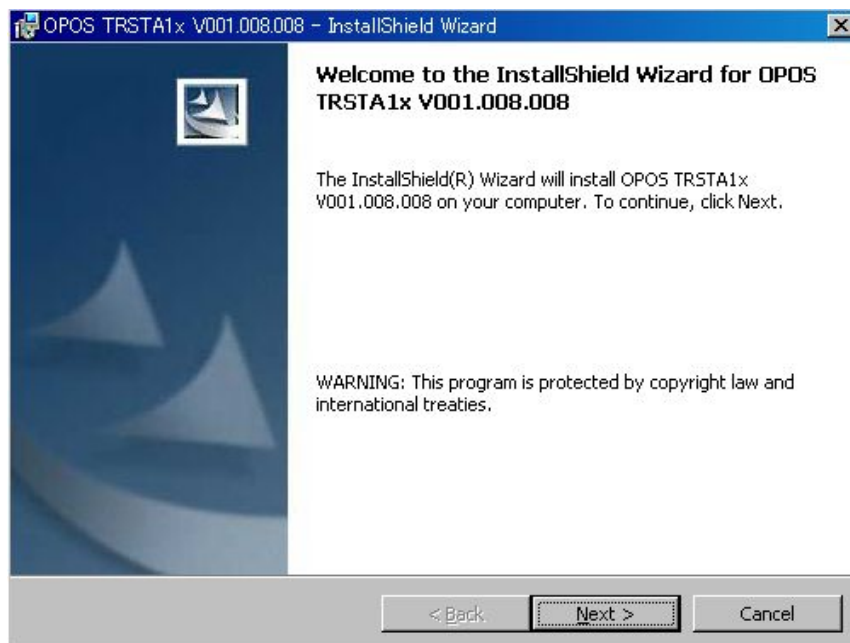 OPOS TRSTA1x V001.008.008 - InstallShield Wizard
Welcome to the InstallShield Wizard for OPOS
TRSTA1x V001.008.008
The InstallShield(R) Wizard will install OPOS TRSTA1x
V001.008.008 on your computer. To continue, click Next.
WARNING: This program is protected by copyright law and
international treaties.
< Back
Next >
Cancel